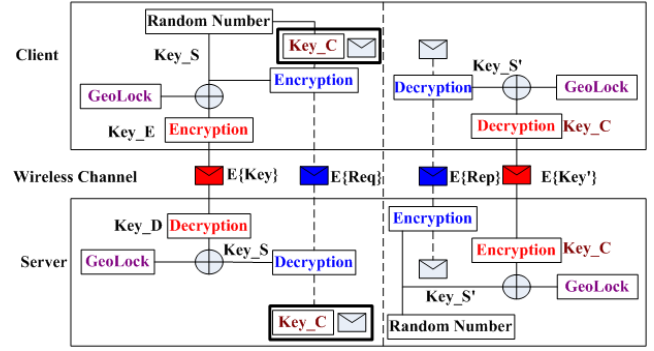 Random Number
Client
Key_C
Key_S
Key_S'
Encryption
GeoLock
Decryption
GeoLock
Key_E
Encryption
Decryption
Key_C
Wireless Channel
E{Key}
E{Req}
E{Rep}
E{Key'}
Key_D
Decryption
Encryption
Server
GeoLock
Key_S
Decryption
Encryption
Key_C
GeoLock
Key_S'
Key_C
Random Number